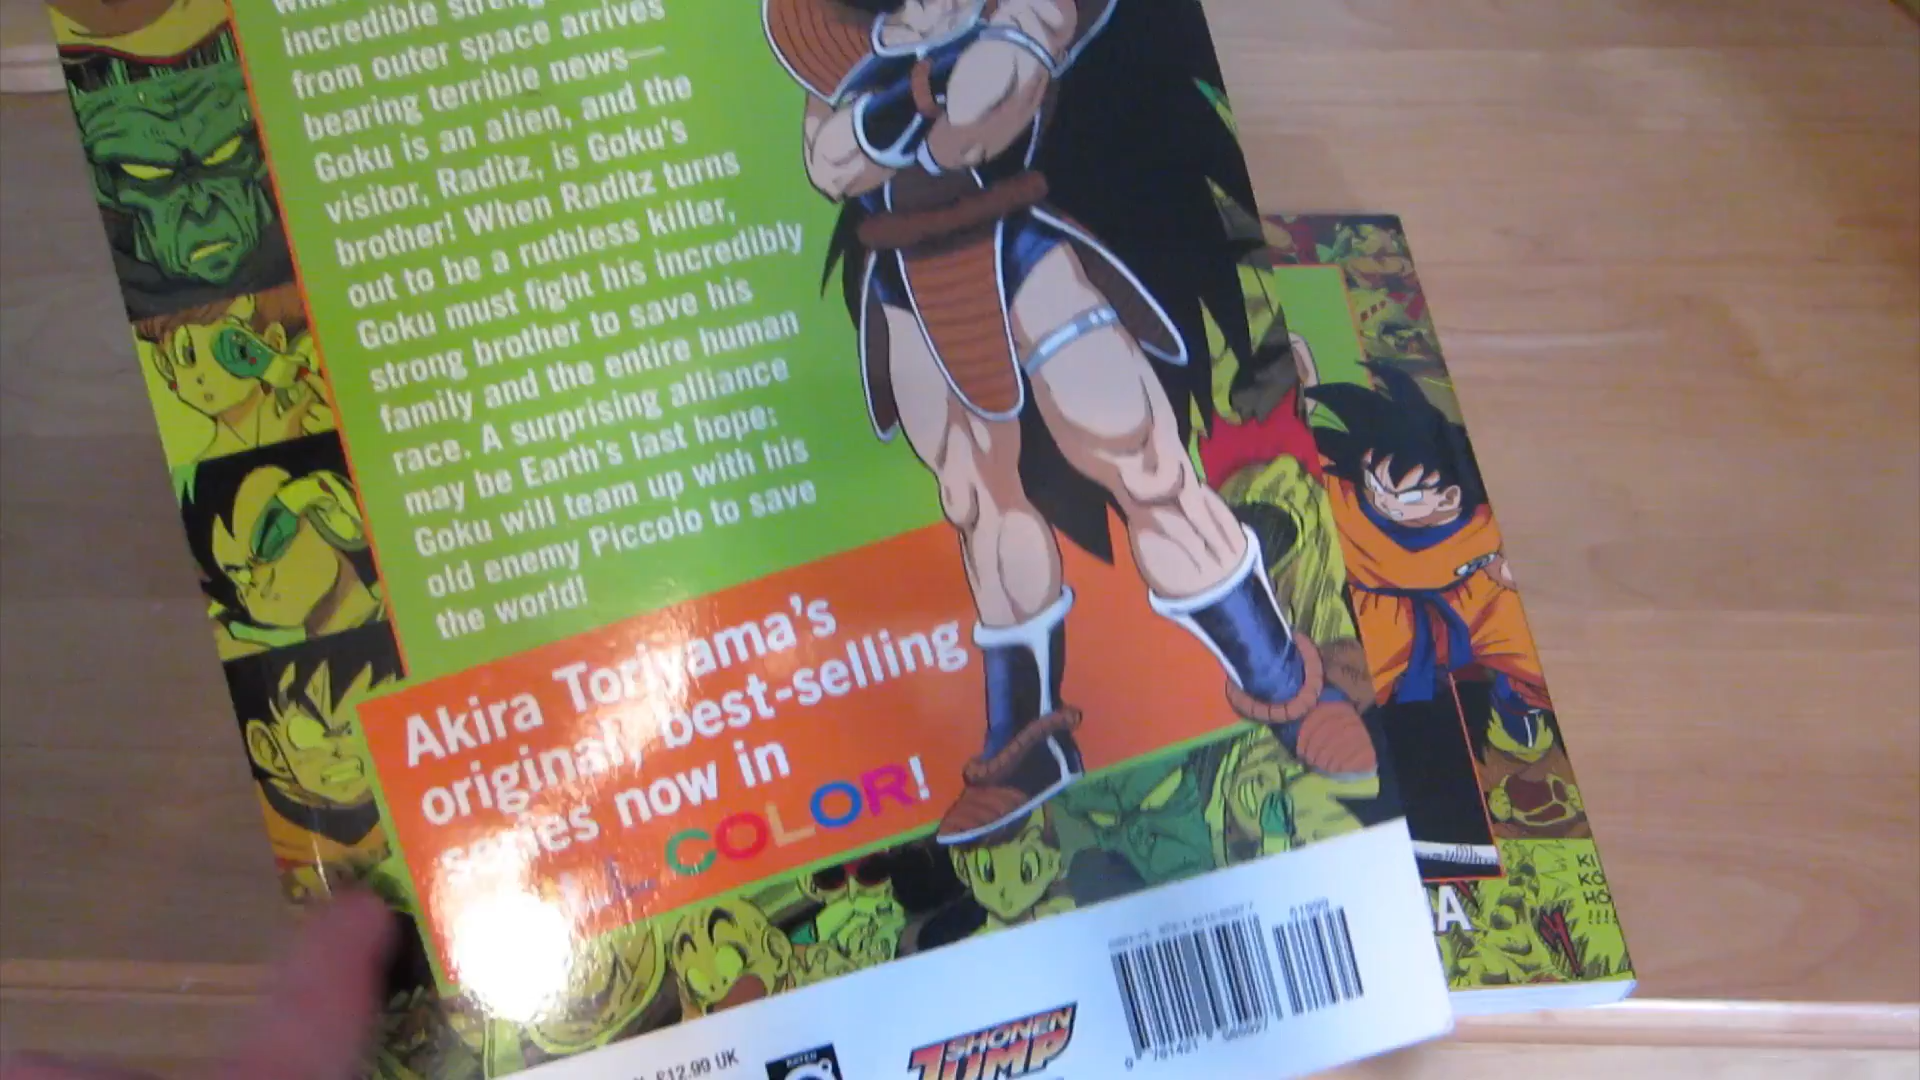 incredible
from outer space arrives
bearing terrible news—
Goku is an alien, and the
visitor, Raditz, is Goku's
brother! When Raditz turns
out to be a ruthless killer,
Goku must fight his incredibly
strong brother to save his
family and the entire human
race. A surprising alliance
may be Earth's last hope:
Goku will team up with his
old enemy Piccolo to save
the world!
Akira Toriyama's
original, best-selling
series now in
COLOR!
£12.99 UK
RATED
SHONEN
JUMP
A
KI
KO
HO
!!!!